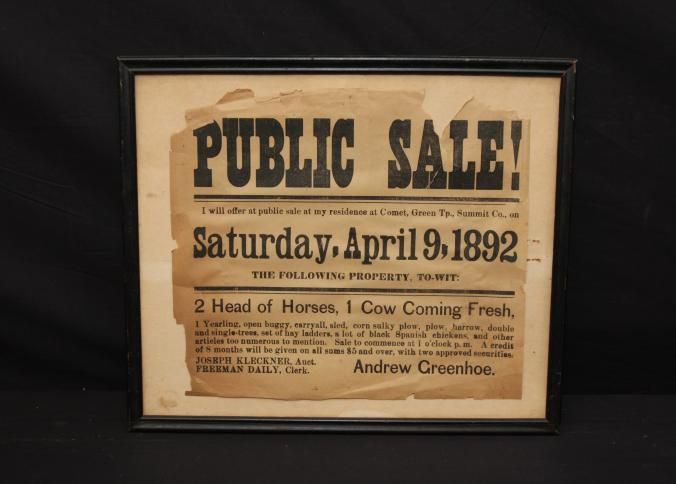 PUBLIC SALE!
I will offer at public sale at my residence at Comet, Green Tp., Summit Co., on
Saturday, April 9, 1892
THE FOLLOWING PROPERTY, TO-WIT:
2 Head of Horses, 1 Cow Coming Fresh,
1 Yearling, open buggy, carryall, sled, corn sulky plow, plow, harrow, double
and single-trees, set of hay ladders, a lot of black Spanish chickens, and other
articles too numerous to mention. Sale to commence at 1 o'clock p. m. A credit
of 8 months will be given on all sums $5 and over, with two approved securities.
JOSEPH KLECKNER, Auct.
FREEMAN DAILY, Clerk.
Andrew Greenhoe.